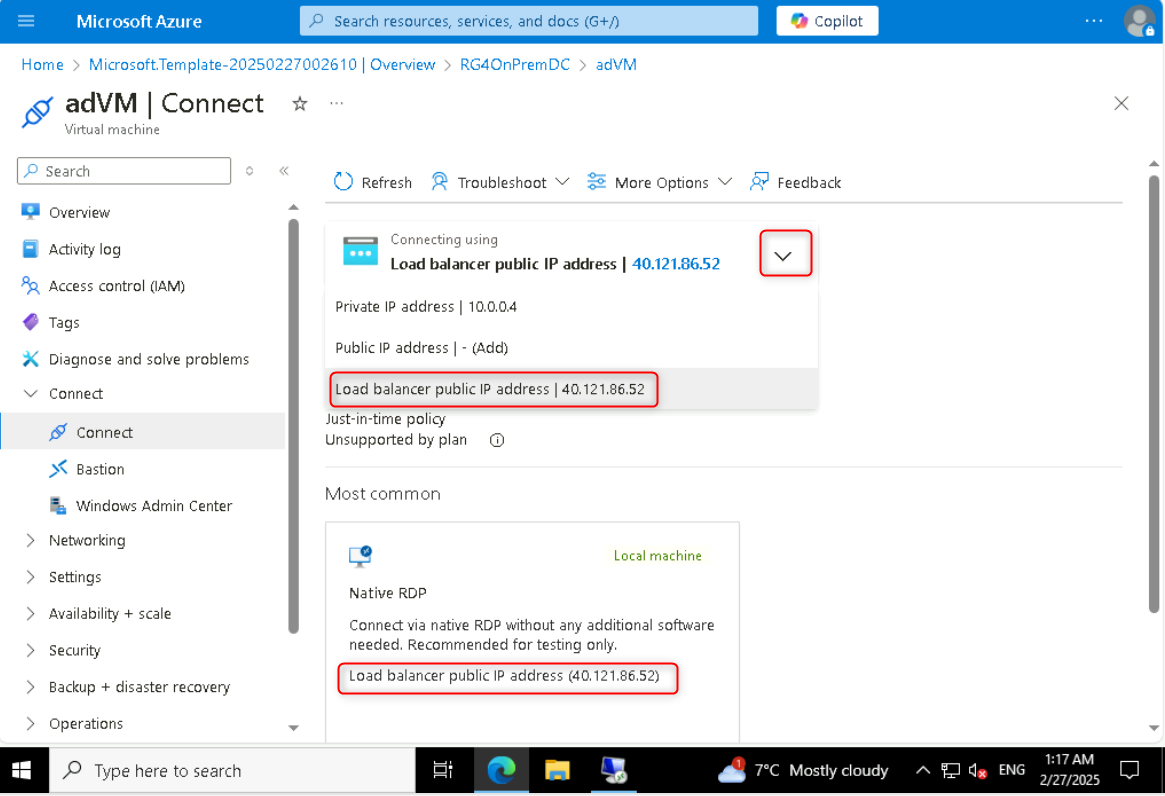 Microsoft Azure
Search resources, services, and docs (G+/)
Copilot
Home > Microsoft.Template-20250227002610 | Overview > RG4OnPremDC > adVM
adVM | Connect
Virtual machine
Search
Overview
Activity log
Access control (IAM)
Tags
Diagnose and solve problems
Connect
Connect
Bastion
Windows Admin Center
Networking
Settings
Availability + scale
Security
Backup + disaster recovery
Operations
Refresh
Troubleshoot
More Options
Feedback
Connecting using
Load balancer public IP address | 40.121.86.52
Private IP address | 10.0.0.4
Public IP address | - (Add)
Load balancer public IP address | 40.121.86.52
Just-in-time policy
Unsupported by plan
Most common
Local machine
Native RDP
Connect via native RDP without any additional software
needed. Recommended for testing only.
Load balancer public IP address (40.121.86.52)
Type here to search
1
7°C Mostly cloudy
ENG
1:17 AM
2/27/2025